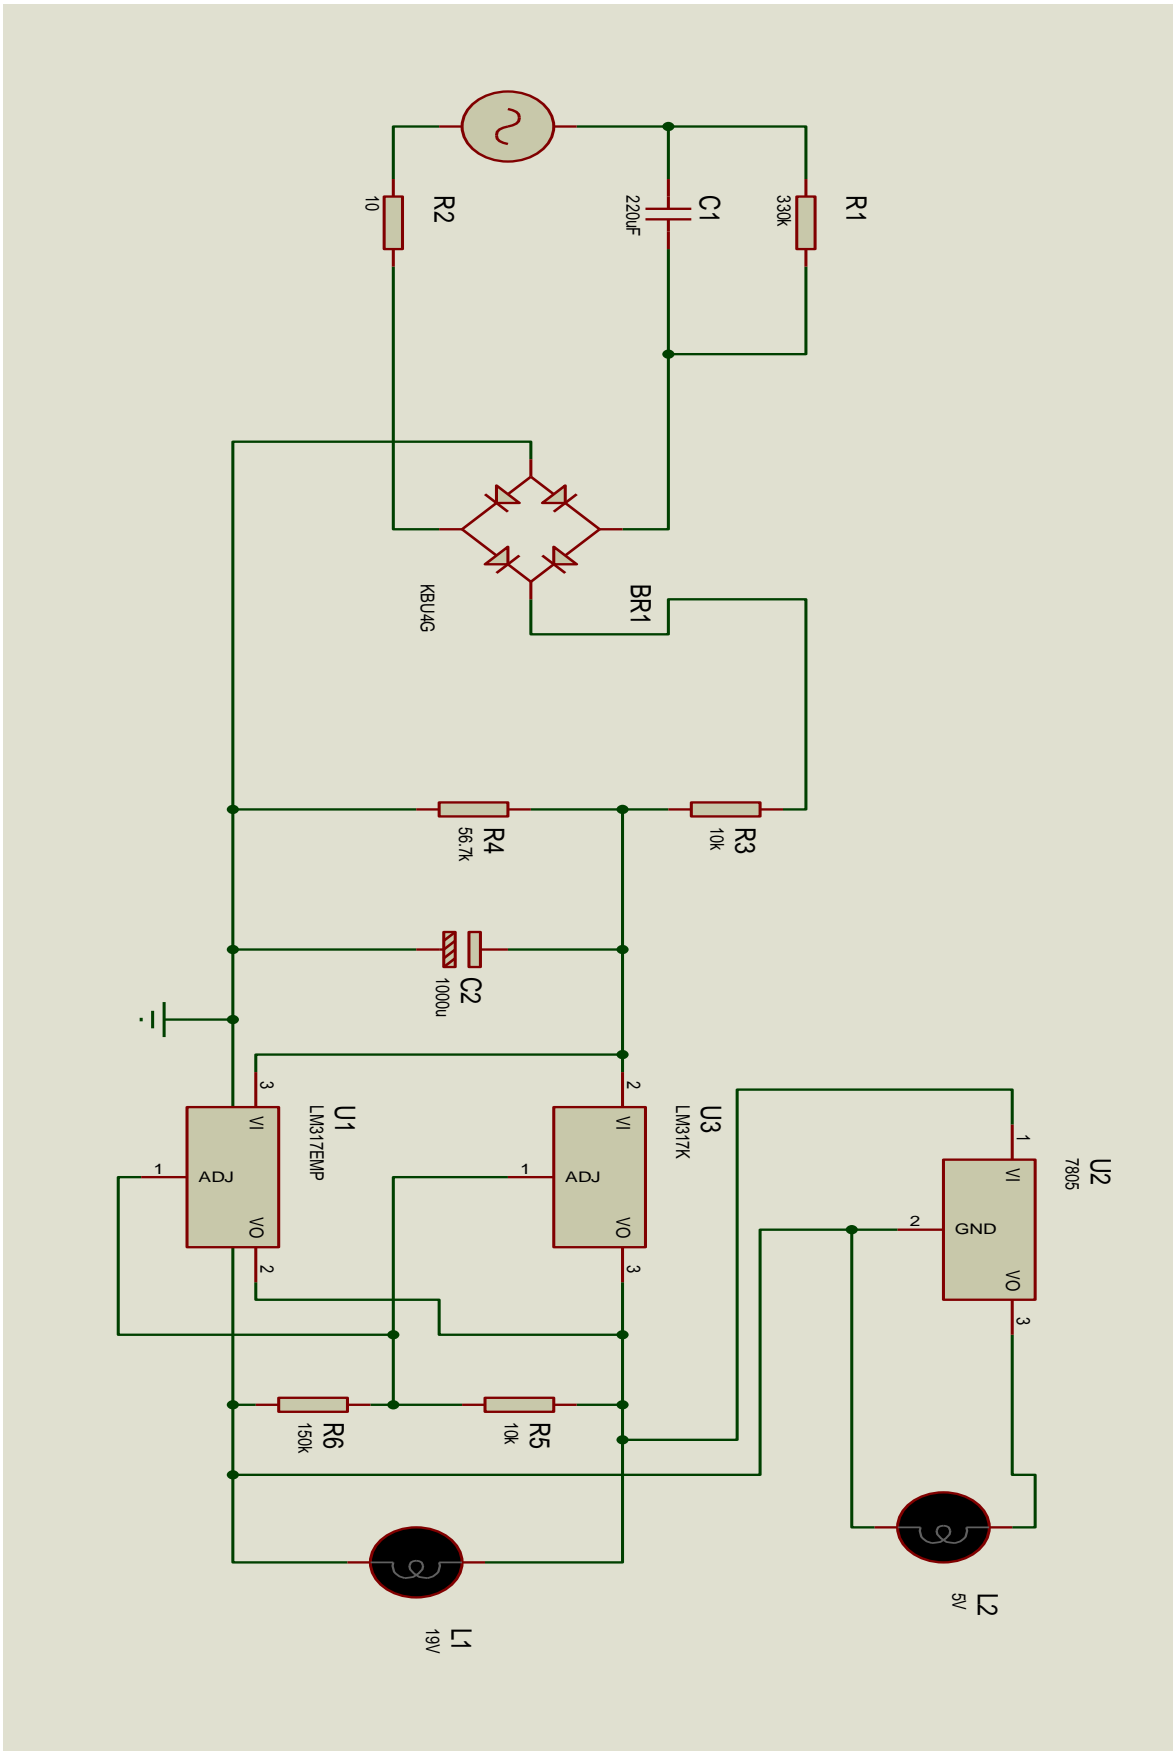 R1
330k
C1
220uF
R2
10
BR1
KBU4G
R3
10k
R4
56.7k
C2
1000u
U1
LM317EMP
3
VI
1
ADJ
VO
2
U3
LM317K
2
VI
1
ADJ
VO
3
U2
7805
1
VI
2
GND
VO
3
R6
150k
R5
10k
L2
5V
L1
19V